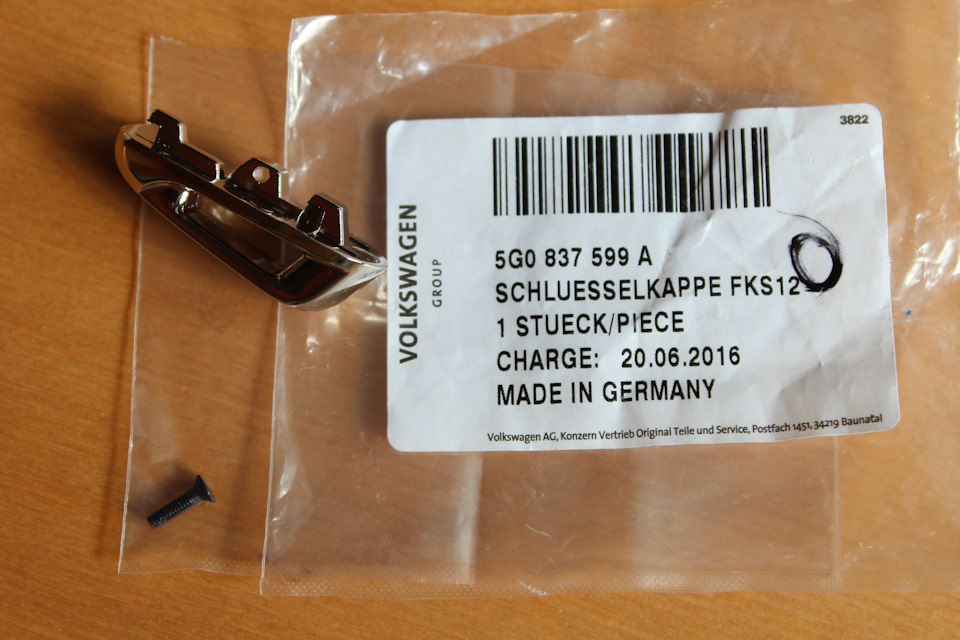 3822
VOLKSWAGEN
GROUP
5G0 837 599 A
SCHLUESSELKAPPE FKS12
1 STUECK/PIECE
CHARGE: 20.06.2016
MADE IN GERMANY
Volkswagen AG, Konzern Vertrieb Original Teile und Service, Postfach 1451, 34219 Baunatal